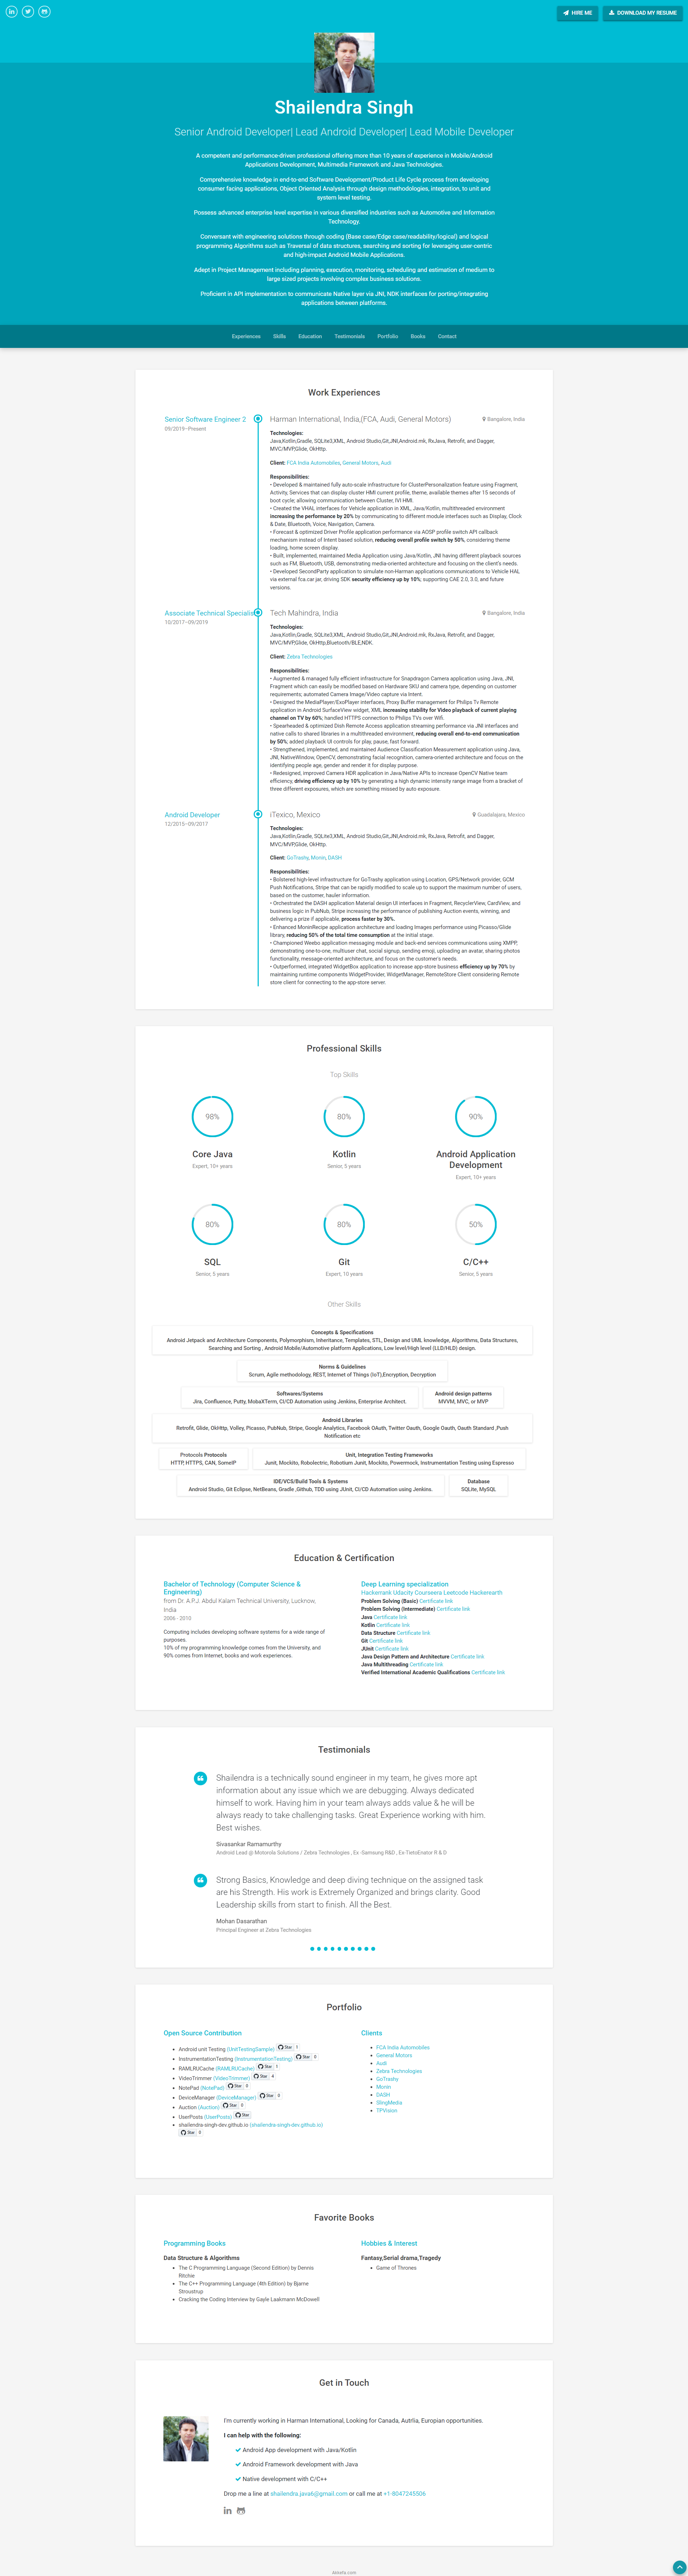 HIRE ME
DOWNLOAD MY RESUME
Shailendra Singh
Senior Android Developer| Lead Android Developer| Lead Mobile Developer
A competent and performance-driven professional offering more than 10 years of experience in Mobile/Android
Applications Development, Multimedia Framework and Java Technologies.
Comprehensive knowledge in end-to-end Software Development/Product Life Cycle process from developing
consumer facing applications, Object Oriented Analysis through design methodologies, integration, to unit and
system level testing.
Possess advanced enterprise level expertise in various diversified industries such as Automotive and Information
Technology.
Conversant with engineering solutions through coding (Base case/Edge case/readability/logical) and logical
programming Algorithms such as Traversal of data structures, searching and sorting for leveraging user-centric
and high-impact Android Mobile Applications.
Adept in Project Management including planning, execution, monitoring, scheduling and estimation of medium to
large sized projects involving complex business solutions.
Proficient in API implementation to communicate Native layer via JNI, NDK interfaces for porting/integrating
applications between platforms.
Experiences Skills Education Testimonials Portfolio Books Contact
Work Experiences
Senior Software Engineer 2
09/2019–Present
Harman International, India,(FCA, Audi, General Motors)
Bangalore, India
Technologies:
Java,Kotlin,Gradle, SQLite3,XML, Android Studio,Git,JNI,Android.mk, RxJava, Retrofit, and Dagger,
MVC/MVP,Glide, OkHttp.
Client: FCA India Automobiles, General Motors, Audi
Responsibilities:
• Developed & maintained fully auto-scale infrastructure for ClusterPersonalization feature using Fragment,
Activity, Services that can display cluster HMI current profile, theme, available themes after 15 seconds of
boot cycle; allowing communication between Cluster, IVI HMI.
• Created the VHAL interfaces for Vehicle application in XML, Java/Kotlin, multithreaded environment
increasing the performance by 20% by communicating to different module interfaces such as Display, Clock
& Date, Bluetooth, Voice, Navigation, Camera.
• Forecast & optimized Driver Profile application performance via AOSP profile switch API callback
mechanism instead of Intent based solution, reducing overall profile switch by 50%, considering theme
loading, home screen display.
• Built, implemented, maintained Media Application using Java/Kotlin, JNI having different playback sources
such as FM, Bluetooth, USB, demonstrating media-oriented architecture and focusing on the client's needs.
• Developed SecondParty application to simulate non-Harman applications communications to Vehicle HAL
via external fca car jar, driving SDK security efficiency up by 10%; supporting CAE 2.0, 3.0, and future
versions.
Associate Technical Specialist
10/2017–09/2019
Tech Mahindra, India
Bangalore, India
Technologies:
Java,Kotlin,Gradle, SQLite3,XML, Android Studio,Git,JNI,Android.mk, RxJava, Retrofit, and Dagger,
MVC/MVP,Glide, OkHttp,Bluetooth/BLE,NDK.
Client: Zebra Technologies
Responsibilities:
• Augmented & managed fully efficient infrastructure for Snapdragon Camera application using Java, JNI,
Fragment which can easily be modified based on Hardware SKU and camera type, depending on customer
requirements; automated Camera Image/Video capture via Intent.
• Designed the MediaPlayer/ExoPlayer interfaces, Proxy Buffer management for Philips Tv Remote
application in Android SurfaceView widget, XML increasing stability for Video playback of current playing
channel on TV by 60%; handled HTTPS connection to Philips TVs over Wifi.
• Spearheaded & optimized Dish Remote Access application streaming performance via JNI interfaces and
native calls to shared libraries in a multithreaded environment, reducing overall end-to-end communication
by 50%; added playback UI controls for play, pause, fast forward.
• Strengthened, implemented, and maintained Audience Classification Measurement application using Java,
JNI, NativeWindow, OpenCV, demonstrating facial recognition, camera-oriented architecture and focus on the
identifying people age, gender and render it for display purpose.
• Redesigned, improved Camera HDR application in Java/Native APIs to increase OpenCV Native team
efficiency, driving efficiency up by 10% by generating a high dynamic intensity range image from a bracket of
three different exposures, which are something missed by auto exposure
Android Developer
12/2015–09/2017
iTexico, Mexico
Guadalajara, Mexico
Technologies:
Java,Kotlin,Gradle, SQLite3,XML, Android Studio,Git,JNI,Android.mk, RxJava, Retrofit, and Dagger,
MVC/MVP,Glide, OkHttp.
Client: GoTrashy, Monin, DASH
Responsibilities:
• Bolstered high-level infrastructure for GoTrashy application using Location, GPS/Network provider, GCM
Push Notifications, Stripe that can be rapidly modified to scale up to support the maximum number of users,
based on the customer, hauler information.
• Orchestrated the DASH application Material design UI interfaces in Fragment, RecyclerView, CardView, and
business logic in PubNub, Stripe increasing the performance of publishing Auction events, winning, and
delivering a prize if applicable, process faster by 30%.
• Enhanced MoninRecipe application architecture and loading Images performance using Picasso/Glide
library, reducing 50% of the total time consumption at the initial stage.
• Championed Weebo application messaging module and back-end services communications using XMPP,
demonstrating one-to-one, multiuser chat, social signup, sending emoji, uploading an avatar, sharing photos
functionality, message-oriented architecture, and focus on the customer's needs.
• Outperformed, integrated WidgetBox application to increase app-store business efficiency up by 70% by
maintaining runtime components WidgetProvider, WidgetManager, RemoteStore Client considering Remote
store client for connecting to the app-store server.
Professional Skills
Top Skills
98% 80% 90%
Core Java
Expert, 10+ years
Kotlin
Senior, 5 years
Android Application
Development
Expert, 10+ years
80% 80% 50%
SQL
Senior, 5 years
Git
Expert, 10 years
C/C++
Senior, 5 years
Other Skills
Concepts & Specifications
Android Jetpack and Architecture Components, Polymorphism, Inheritance, Templates, STL, Design and UML knowledge, Algorithms, Data Structures,
Searching and Sorting , Android Mobile/Automotive platform Applications, Low level/High level (LLD/HLD) design.
Norms & Guidelines
Scrum, Agile methodology, REST, Internet of Things (IoT),Encryption, Decryption
Softwares/Systems
Jira, Confluence, Putty, MobaXTerm, CI/CD Automation using Jenkins, Enterprise Architect.
Android design patterns
MVVM, MVC, or MVP
Android Libraries
Retrofit, Glide, OkHttp, Volley, Picasso, PubNub, Stripe, Google Analytics, Facebook OAuth, Twitter Oauth, Google Oauth, Oauth Standard ,Push
Notification etc
Protocols Protocols
HTTP, HTTPS, CAN, SomeIP
Unit, Integration Testing Frameworks
Junit, Mockito, Robolectric, Robotium Junit, Mockito, Powermock, Instrumentation Testing using Espresso
IDE/VCS/Build Tools & Systems
Android Studio, Git Eclipse, NetBeans, Gradle ,Github, TDD using JUnit, CI/CD Automation using Jenkins.
Database
SQLite, MySQL
Education & Certification
Bachelor of Technology (Computer Science &
Engineering)
from Dr. A.P.J. Abdul Kalam Technical University, Lucknow,
India
2006 - 2010
Computing includes developing software systems for a wide range of
purposes.
10% of my programming knowledge comes from the University, and
90% comes from Internet, books and work experiences.
Deep Learning specialization
Hackerrank Udacity Courseera Leetcode Hackerearth
Problem Solving (Basic) Certificate link
Problem Solving (Intermediate) Certificate link
Java Certificate link
Kotlin Certificate link
Data Structure Certificate link
Git Certificate link
JUnit Certificate link
Java Design Pattern and Architecture Certificate link
Java Multithreading Certificate link
Verified International Academic Qualifications Certificate link
Testimonials
Shailendra is a technically sound engineer in my team, he gives more apt
information about any issue which we are debugging. Always dedicated
himself to work. Having him in your team always adds value & he will be
always ready to take challenging tasks. Great Experience working with him.
Best wishes.
Sivasankar Ramamurthy
Android Lead @ Motorola Solutions / Zebra Technologies , Ex -Samsung R&D . Ex-TietoEnator R & D
Strong Basics, Knowledge and deep diving technique on the assigned task
are his Strength. His work is Extremely Organized and brings clarity. Good
Leadership skills from start to finish. All the Best.
Mohan Dasarathan
Principal Engineer at Zebra Technologies
Portfolio
Open Source Contribution
Android unit Testing (UnitTestingSample) Star 1
InstrumentationTesting (InstrumentationTesting) Star 0
RAMLRUCache (RAMLRUCache) Star 1
VideoTrimmer (VideoTrimmer) Star 4
NotePad (NotePad) Star 0
DeviceManager (DeviceManager) Star 0
Auction (Auction) Star 0
UserPosts (UserPosts) Star
shailendra-singh-dev.github.io (shailendra-singh-dev.github.io)
Star 0
Clients
FCA India Automobiles
General Motors
Audi
Zebra Technologies
GoTrashy
Monin
DASH
SlingMedia
TPVision
Favorite Books
Programming Books
Data Structure & Algorithms
The C Programming Language (Second Edition) by Dennis
Ritchie
The C++ Programming Language (4th Edition) by Bjarne
Stroustrup
Cracking the Coding Interview by Gayle Laakmann McDowell
Hobbies & Interest
Fantasy,Serial drama,Tragedy
Game of Thrones
Get in Touch
I'm currently working in Harman International, Looking for Canada, Autrlia, Europian opportunities.
I can help with the following:
Android App development with Java/Kotlin
Android Framework development with Java
Native development with C/C++
Drop me a line at shailendra.java6@gmail.com or call me at +1-8047245506